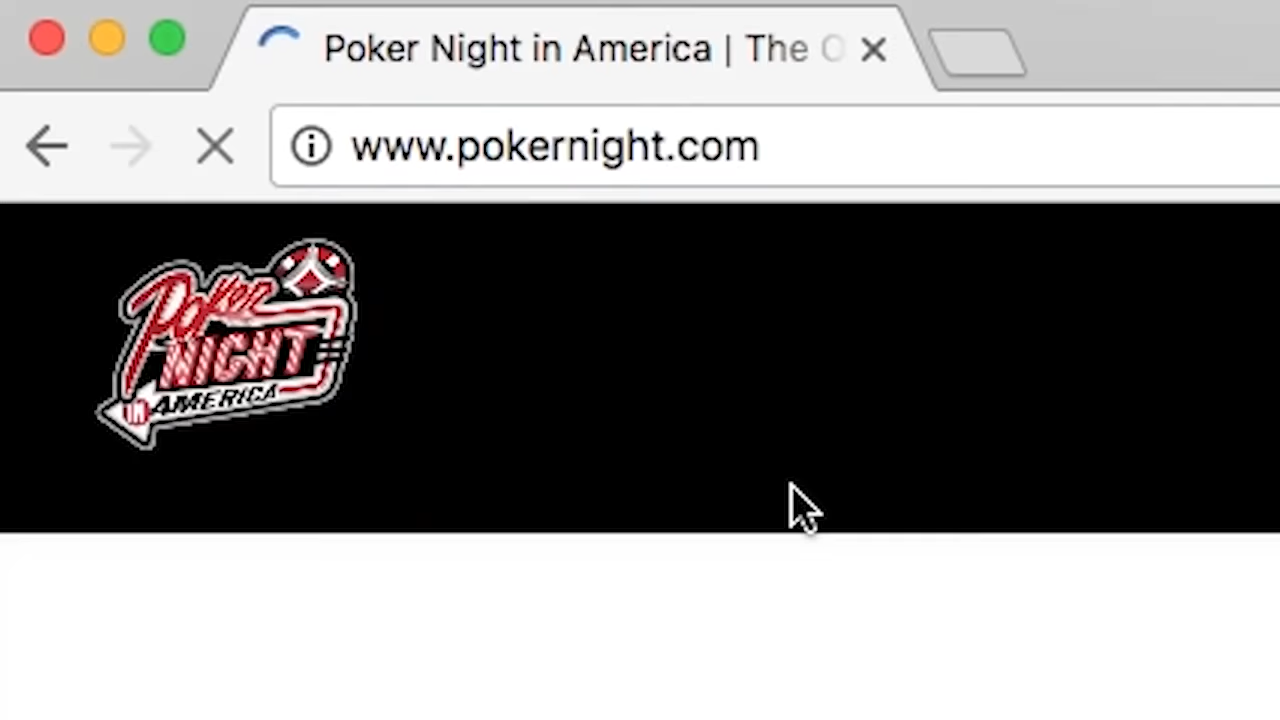 Poker Night in America | The O
www.pokernight.com
Poker
NIGHT
IN AMERICA